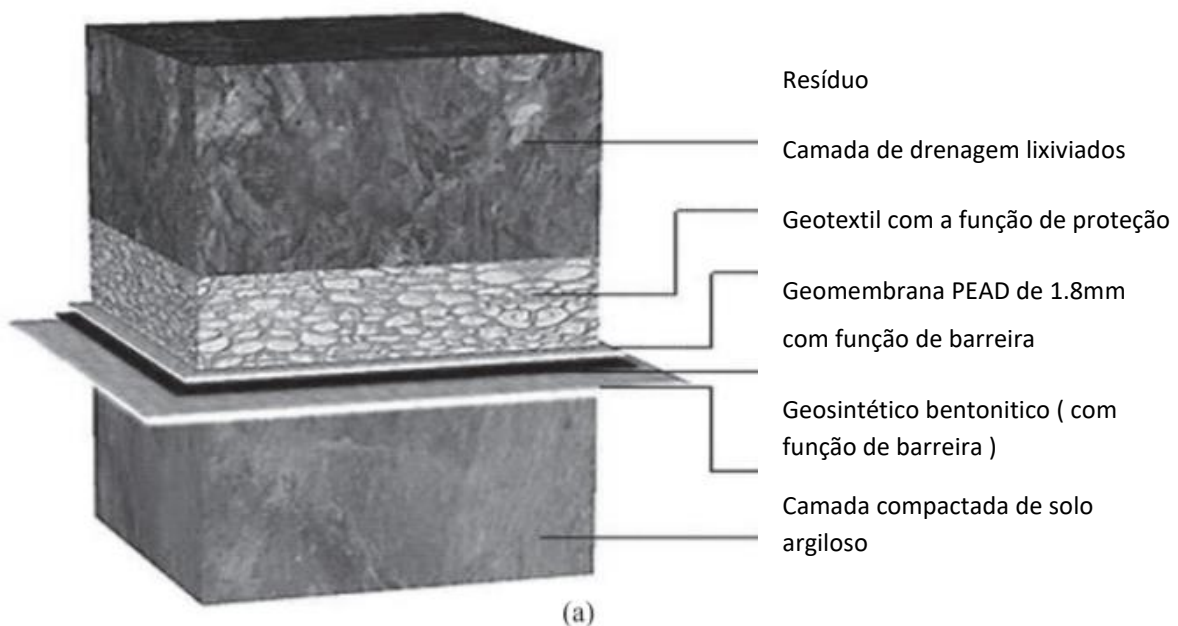 Resíduo
Camada de drenagem lixiviados
Geotextil com a função de proteção
Geomembrana PEAD de 1.8mm
com função de barreira
Geosintético bentonitico ( com
função de barreira )
Camada compactada de solo
argiloso
(a)